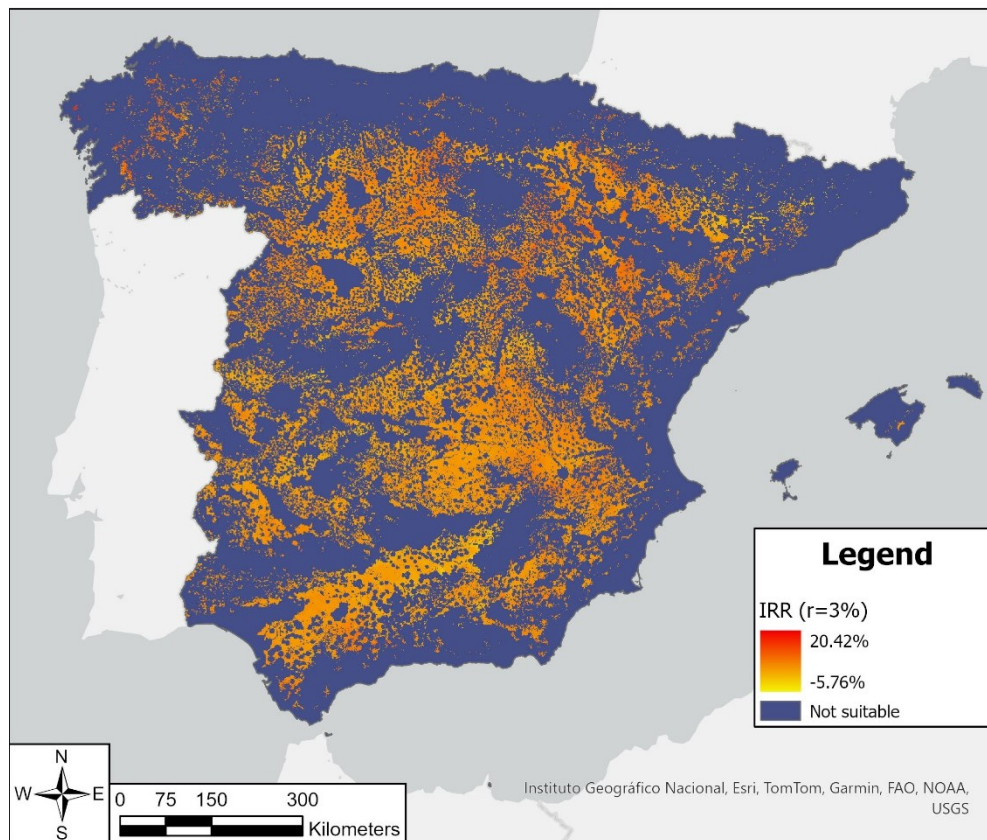 Legend
IRR (r=3%)
20.42%
-5.76%
Not suitable
N
W E
S
0 75 150 300
Kilometers
Instituto Geográfico Nacional, Esri, TomTom, Garmin, FAO, NOAA,
USGS